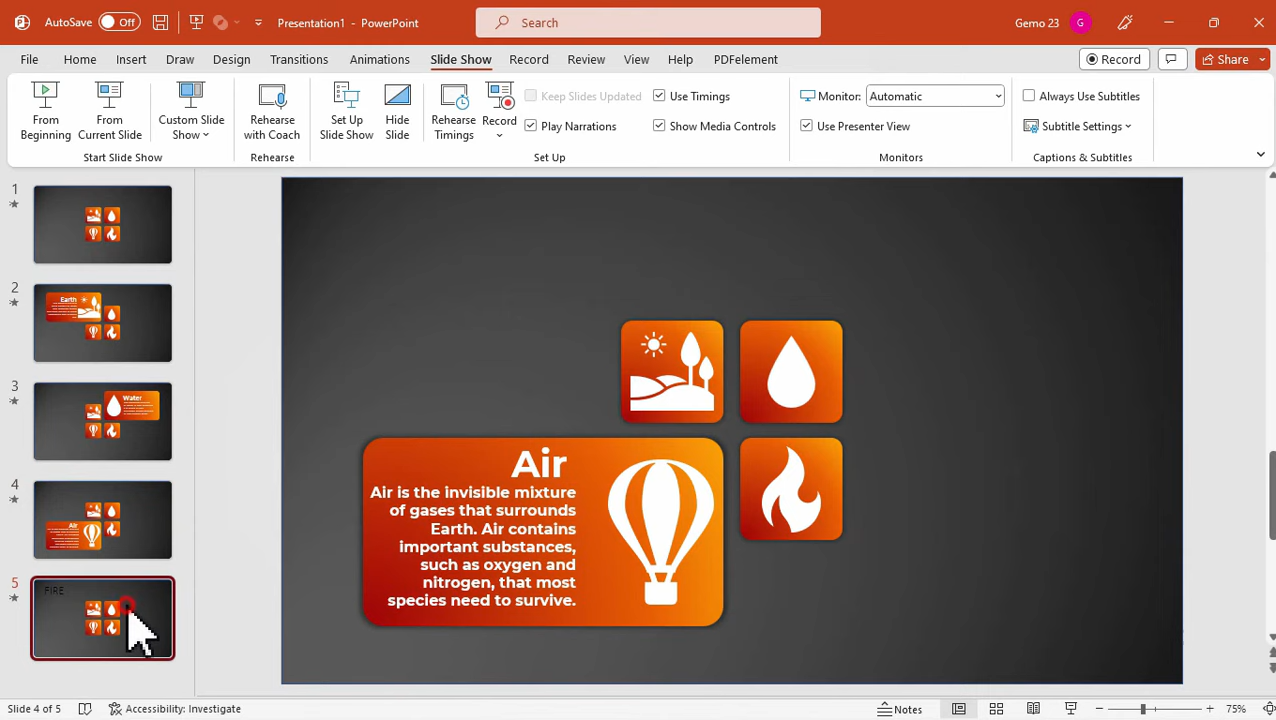 AutoSave Off Presentation1 - PowerPoint Search Gemo 23 G
File Home Insert Draw Design Transitions Animations Slide Show Record Review View Help PDFelement Record Share
From Beginning
From Current Slide
Custom Slide Show
Start Slide Show
Rehearse with Coach
Rehearse
Set Up Slide Show
Hide Slide
Rehearse Timings
Record
Keep Slides Updated
Play Narrations
Use Timings
Show Media Controls
Set Up
Monitor: Automatic
Use Presenter View
Monitors
Always Use Subtitles
Subtitle Settings
Captions & Subtitles
1
2
Earth
3
Water
4
Air
5
FIRE
Air
Air is the invisible mixture
of gases that surrounds
Earth. Air contains
important substances,
such as oxygen and
nitrogen, that most
species need to survive.
Slide 4 of 5 Accessibility: Investigate Notes 75%